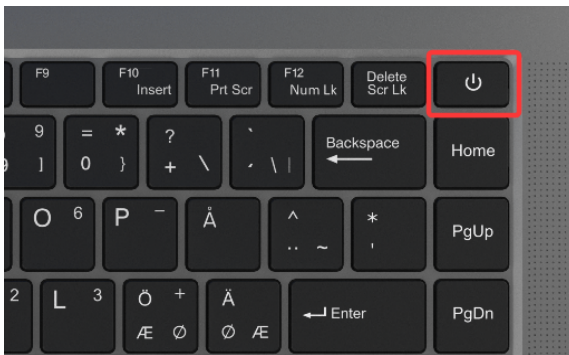 F9 F10 Insert F11 Prt Scr F12 Num Lk Delete Scr Lk
9 ] = * 0 } ? + \ ` ´ \ | Backspace Home
O 6 P – Å ^ ¨ ~ * ' PgUp
2 L 3 Ö + Æ Ø Ä Ø Æ Enter PgDn